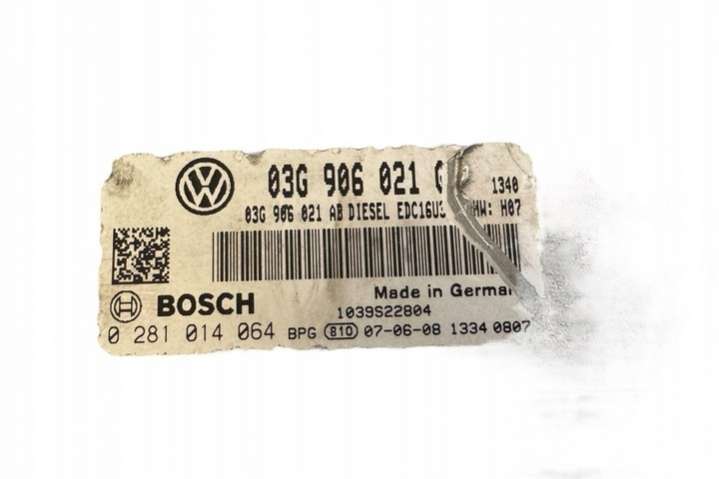 03G 906 021 1340
03G 906 021 AB DIESEL EDC16U HW: H07
BOSCH Made in German
1039S22804
0 281 014 064 BPG 810 07-06-08 1334 0807